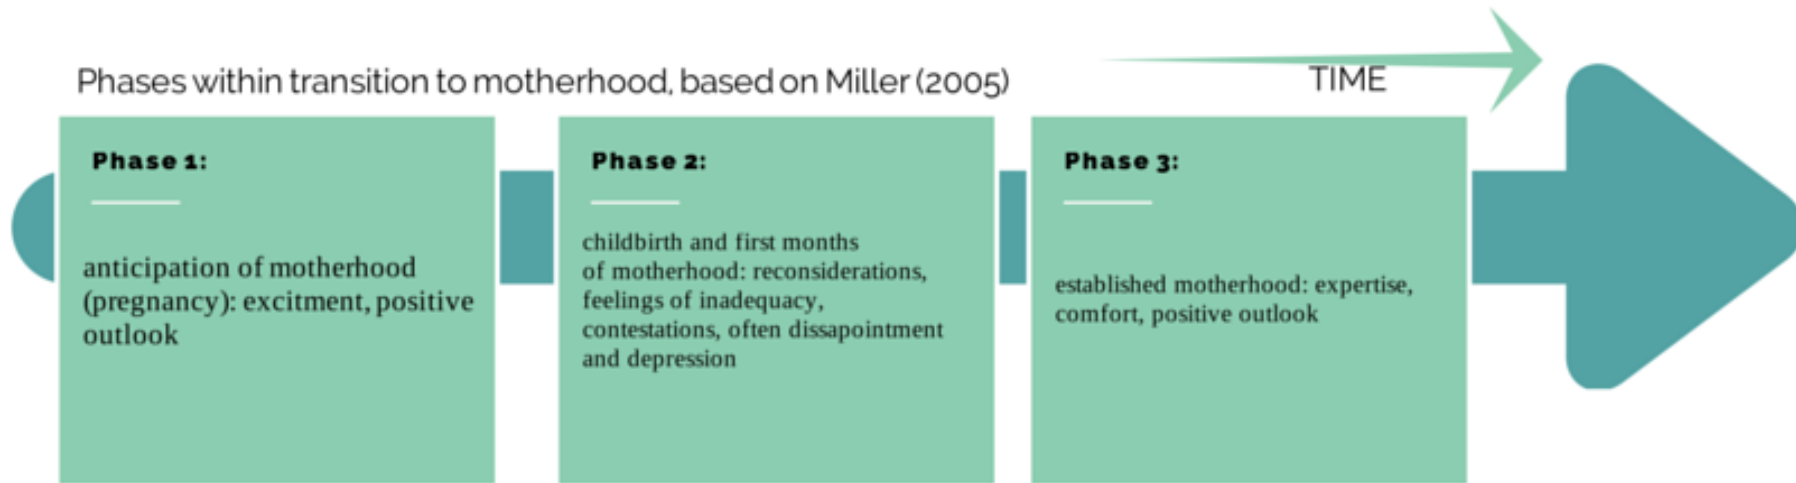 Phases within transition to motherhood, based on Miller (2005)
TIME
Phase 1:
anticipation of motherhood
(pregnancy): excitment, positive
outlook
Phase 2:
childbirth and first months
of motherhood: reconsiderations,
feelings of inadequacy,
contestations, often dissapointment
and depression
Phase 3:
established motherhood: expertise,
comfort, positive outlook